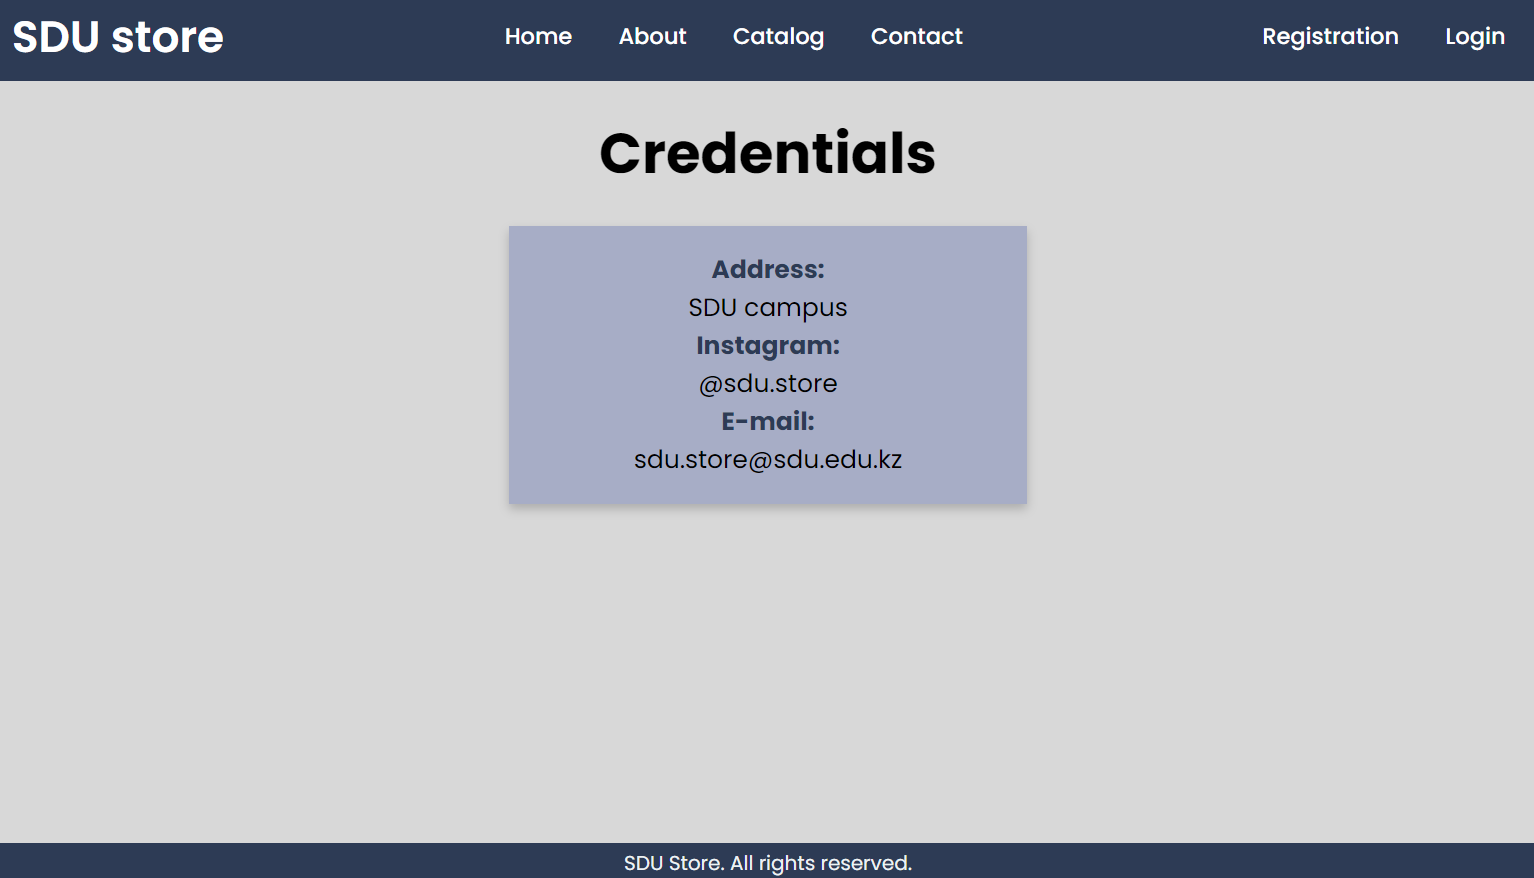 SDU store
Home
About
Catalog
Contact
Registration
Login
Credentials
Address:
SDU campus
Instagram:
@sdu.store
E-mail:
sdu.store@sdu.edu.kz
SDU Store. All rights reserved.